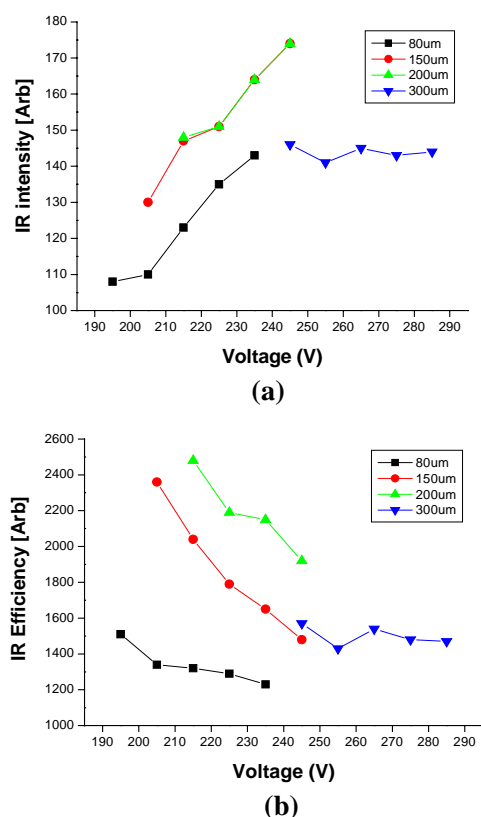 180
170
160
150
140
130
120
110
100
IR intensity [Arb]
80um
150um
200um
300um
190 200 210 220 230 240 250 260 270 280 290
Voltage (V)
(a)
2600
2400
2200
2000
1800
1600
1400
1200
1000
IR Efficiency [Arb]
80um
150um
200um
300um
190 200 210 220 230 240 250 260 270 280 290
Voltage (V)
(b)